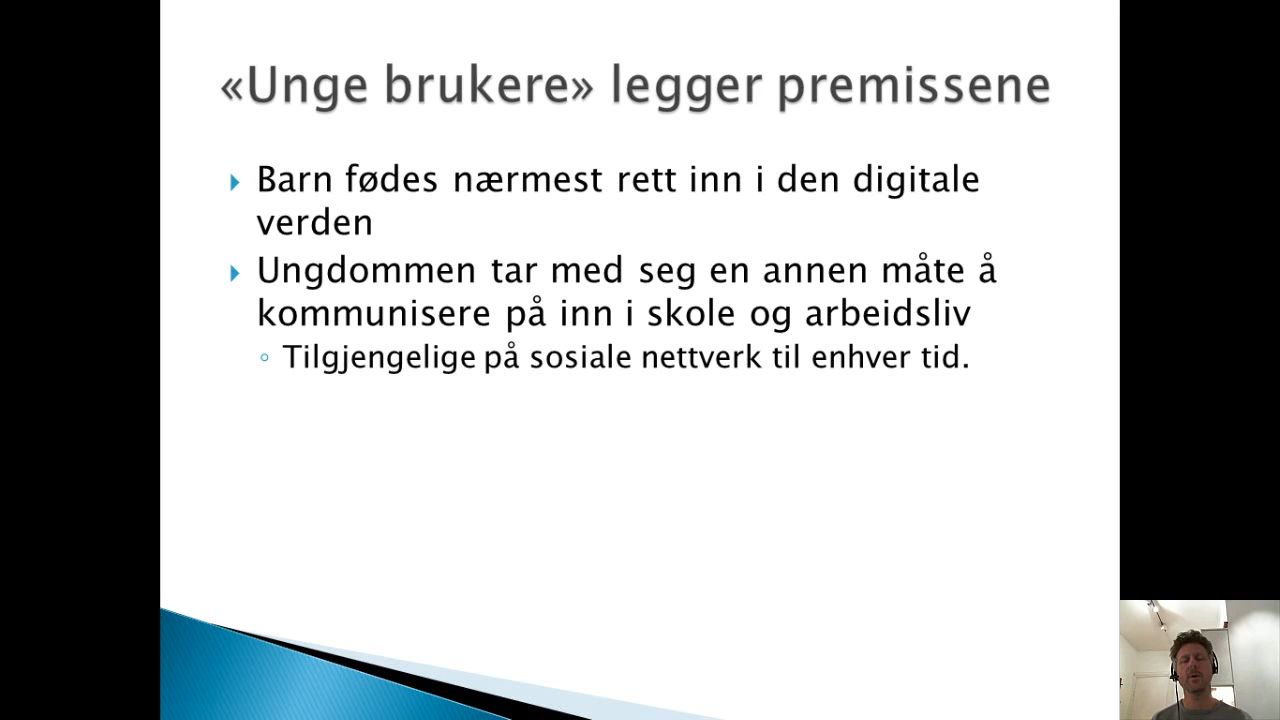 «Unge brukere» legger premissene
Barn fødes nærmest rett inn i den digitale
verden
Ungdommen tar med seg en annen måte å
kommunisere på inn i skole og arbeidsliv
Tilgjengelige på sosiale nettverk til enhver tid.